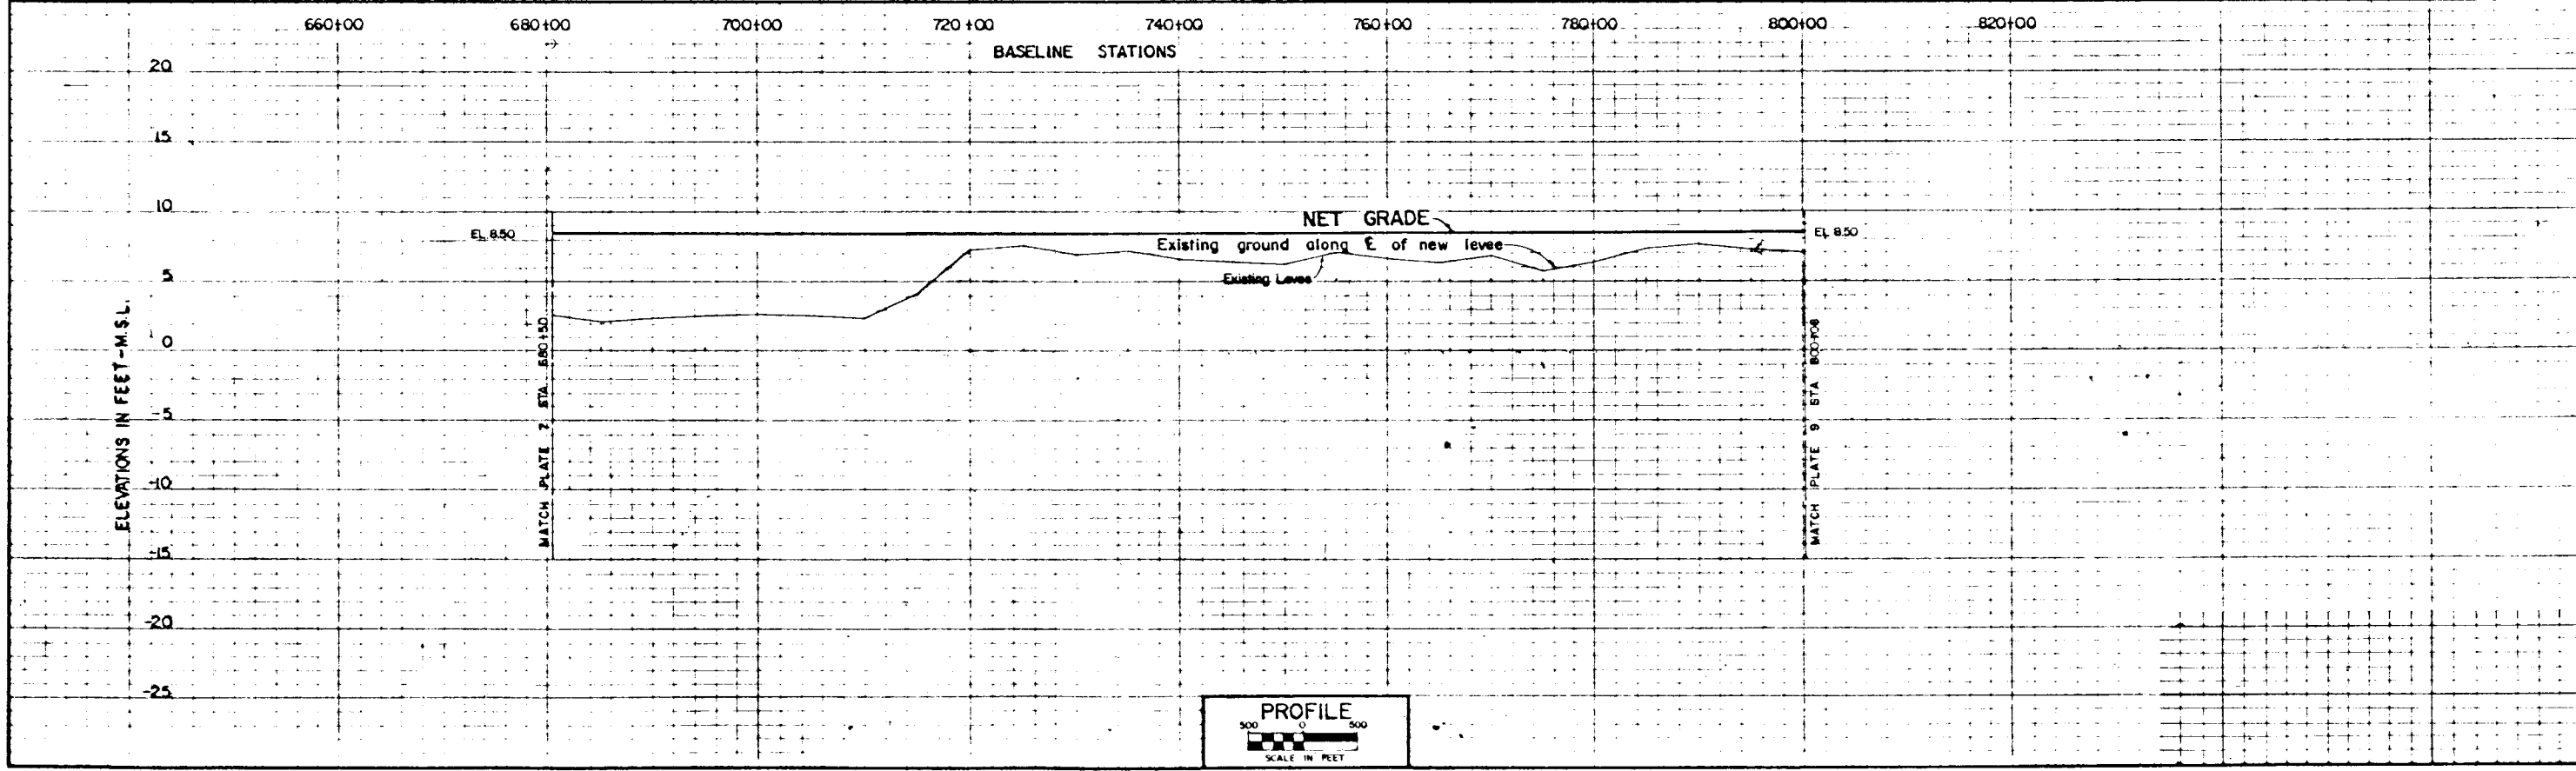 660+00 680+00 700+00 720+00 740+00 760+00 780+00 800+00 820+00
BASELINE STATIONS
20
15
10
5
0
-5
-10
-15
-20
-25
ELEVATIONS IN FEET-M.S.L.
EL. 8.50
NET GRADE
EL. 8.50
Existing ground along ℄ of new levee
Existing Levee
MATCH PLATE 7 STA. 680+50
MATCH PLATE 9 STA 800+08
PROFILE
500 0 500
SCALE IN FEET